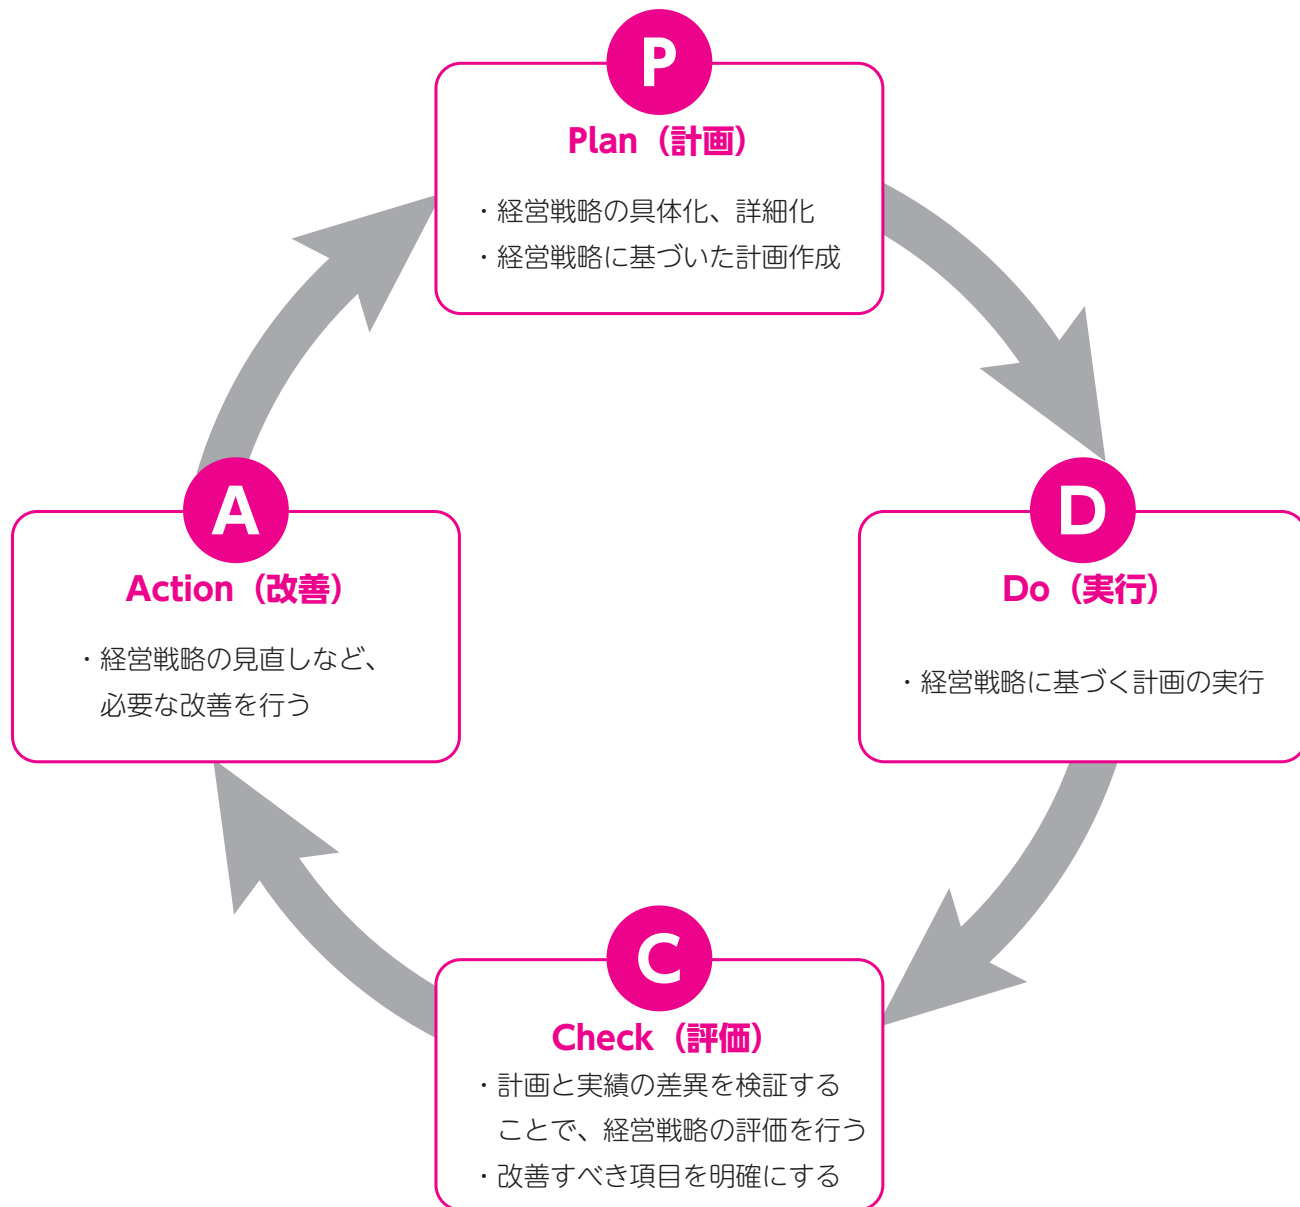 P
Plan（計画）
・経営戦略の具体化、詳細化
・経営戦略に基づいた計画作成
D
Do（実行）
・経営戦略に基づく計画の実行
C
Check（評価）
・計画と実績の差異を検証する
ことで、経営戦略の評価を行う
・改善すべき項目を明確にする
A
Action（改善）
・経営戦略の見直しなど、
必要な改善を行う